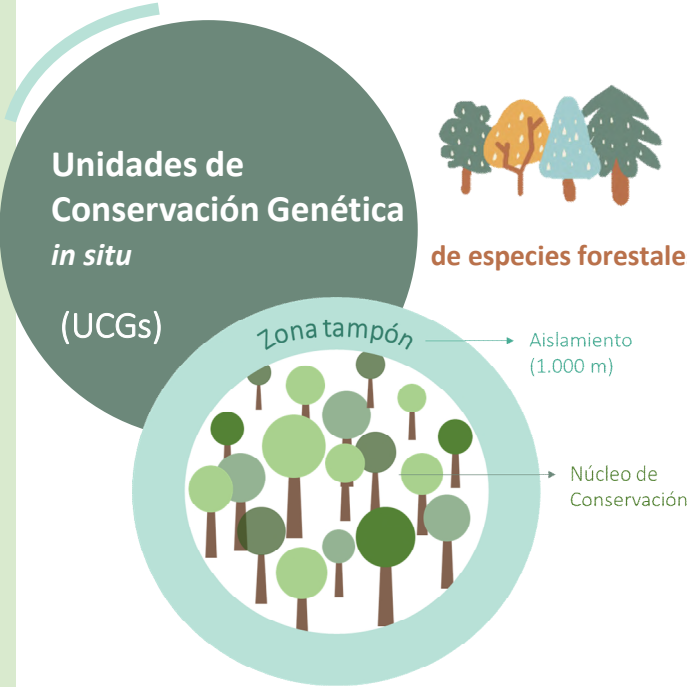 Unidades de
Conservación Genética
in situ
(UCGs)
de especies forestale
Zona tampón
Aislamiento
(1.000 m)
Núcleo de
Conservación